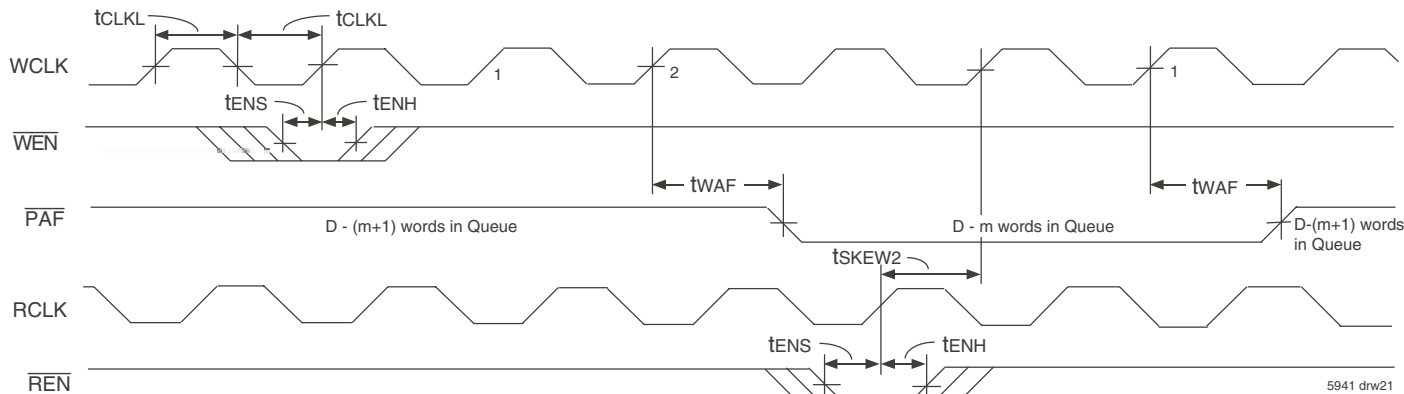 tCLKL tCLKL
WCLK
1 2 1
tENS tENH
WEN
tWAF tWAF
PAF
D - (m+1) words in Queue
D - m words in Queue
D-(m+1) words
in Queue
tSKEW2
RCLK
tENS tENH
REN
5941 drw21